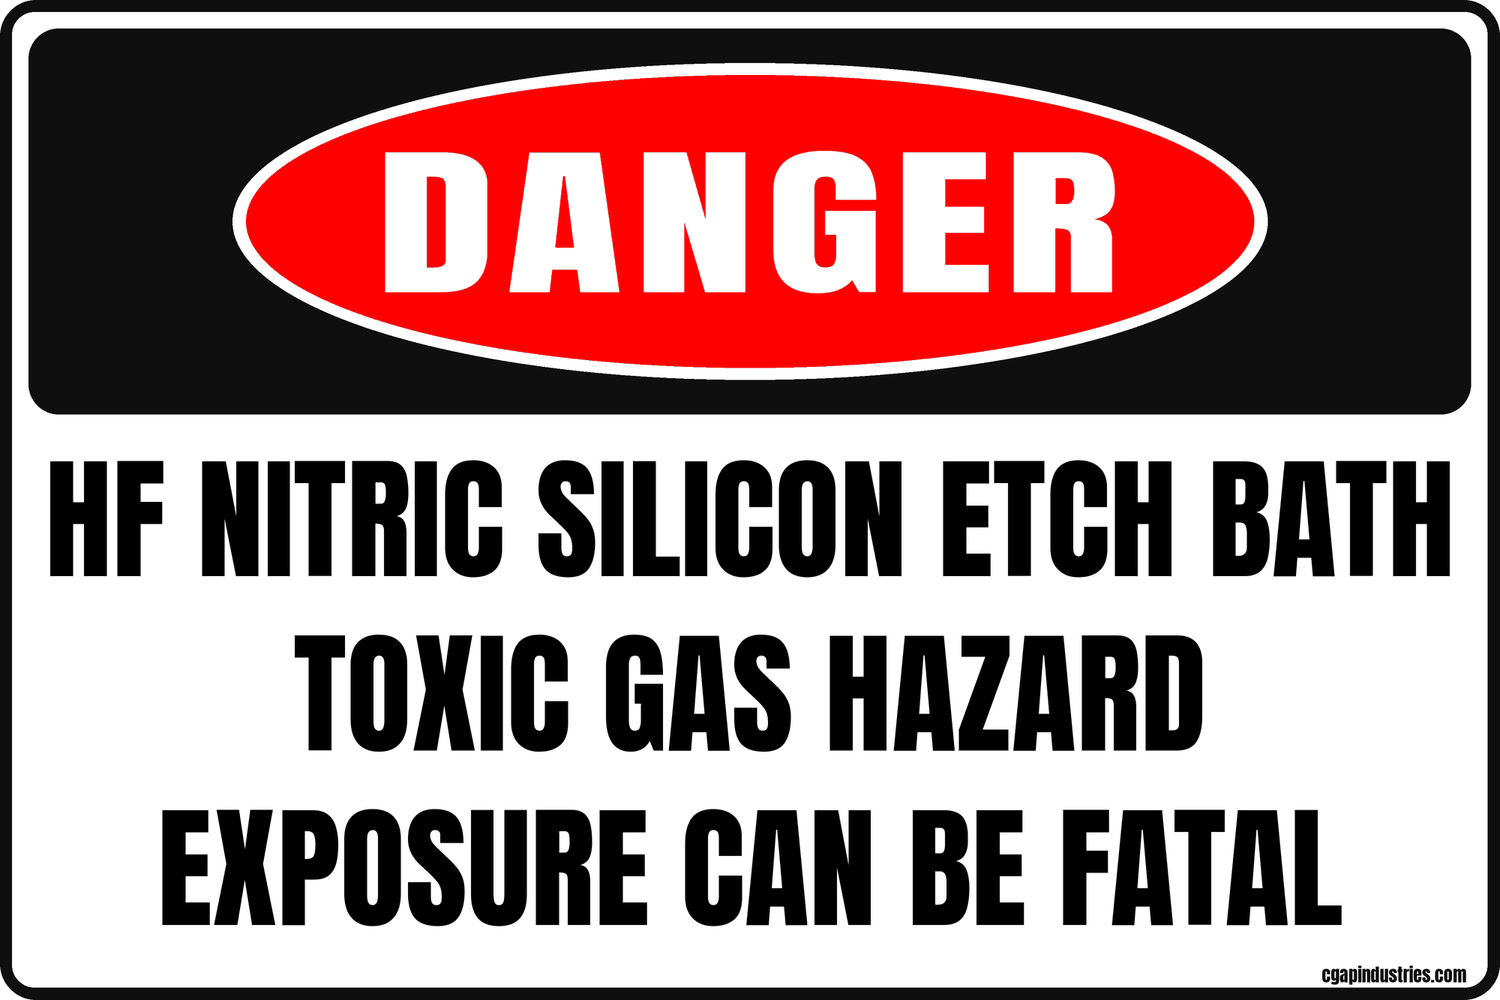 DANGER
HF NITRIC SILICON ETCH BATH
TOXIC GAS HAZARD
EXPOSURE CAN BE FATAL
cgapindustries.com